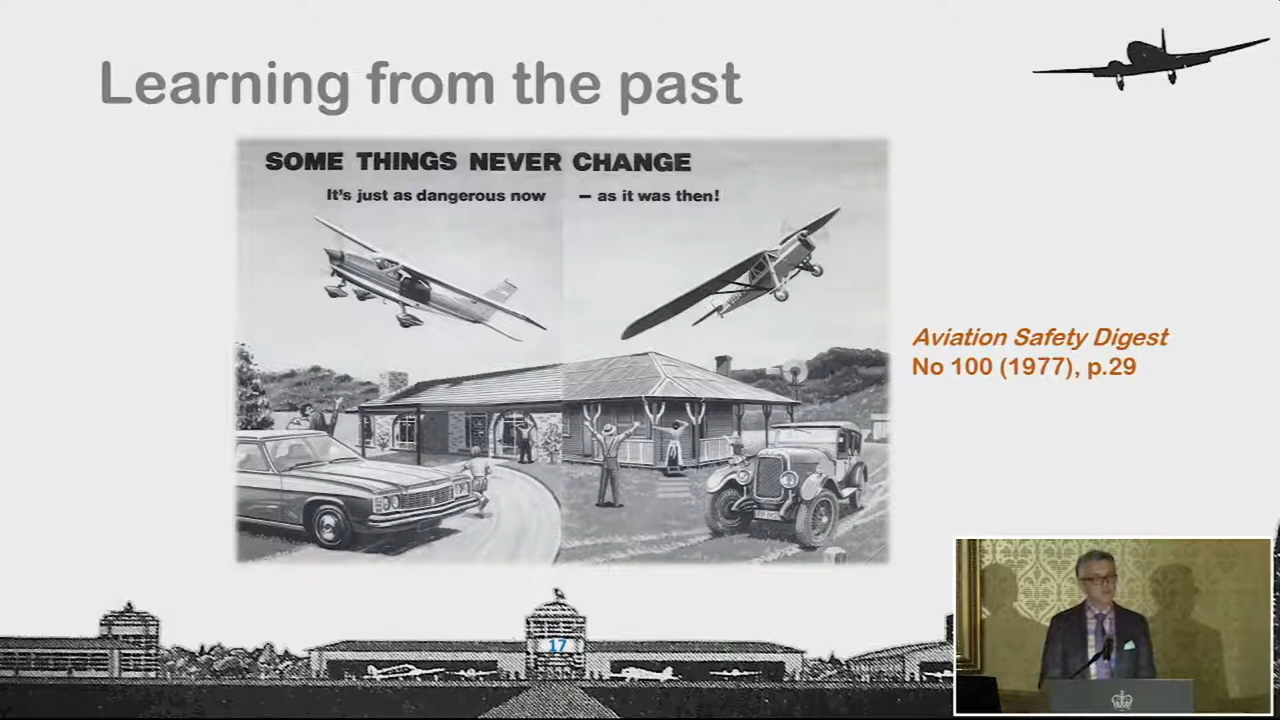 Learning from the past
SOME THINGS NEVER CHANGE
It's just as dangerous now – as it was then!
Aviation Safety Digest
No 100 (1977), p.29
17